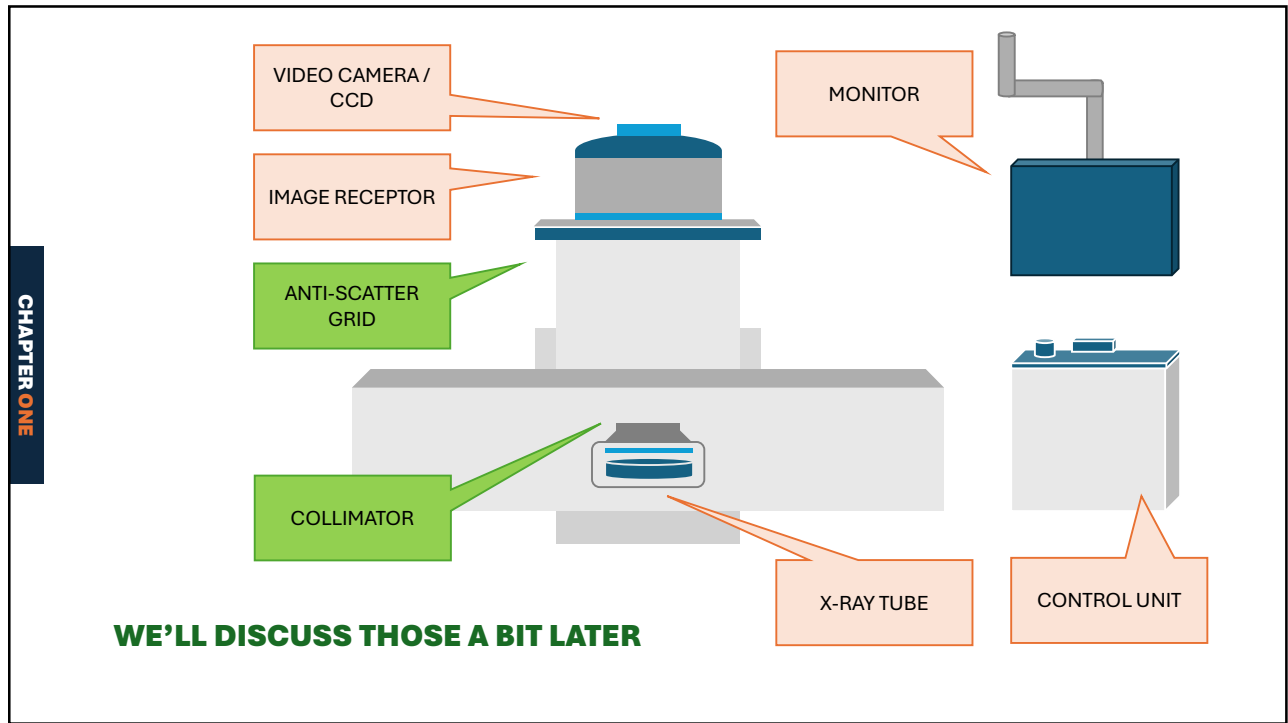 VIDEO CAMERA /
CCD
MONITOR
IMAGE RECEPTOR
ANTI-SCATTER
GRID
CHAPTER ONE
COLLIMATOR
X-RAY TUBE
CONTROL UNIT
WE’LL DISCUSS THOSE A BIT LATER